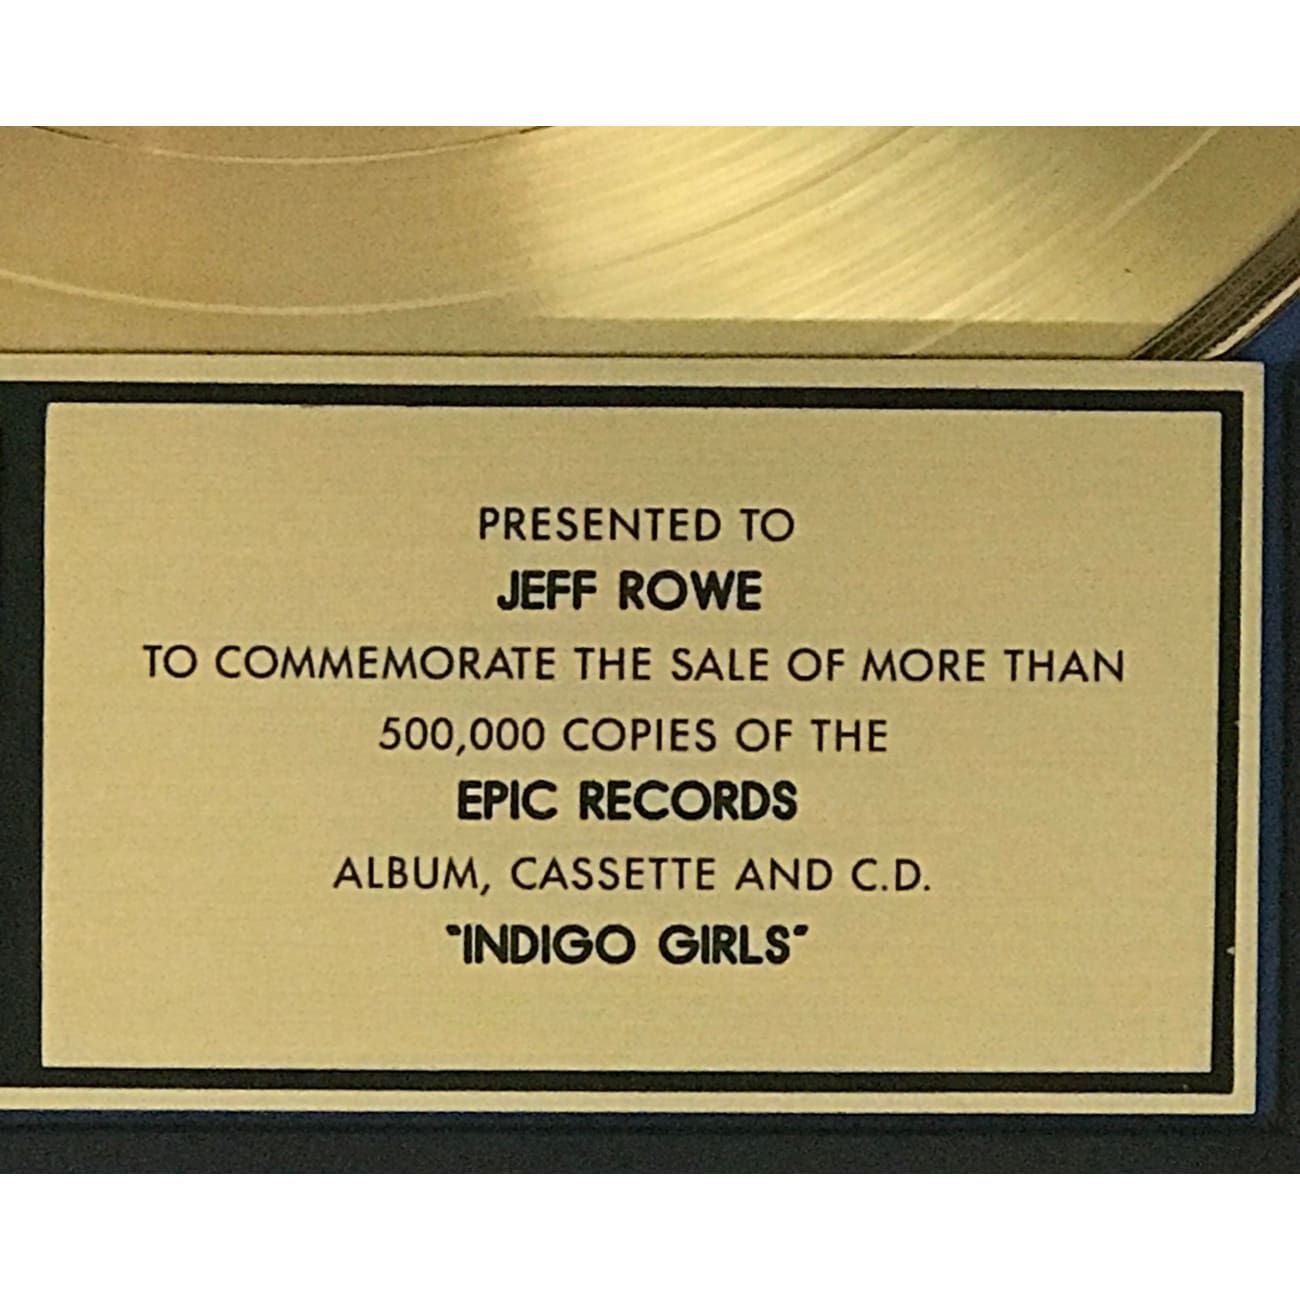 PRESENTED TO
JEFF ROWE
TO COMMEMORATE THE SALE OF MORE THAN
500,000 COPIES OF THE
EPIC RECORDS
ALBUM, CASSETTE AND C.D.
"INDIGO GIRLS"